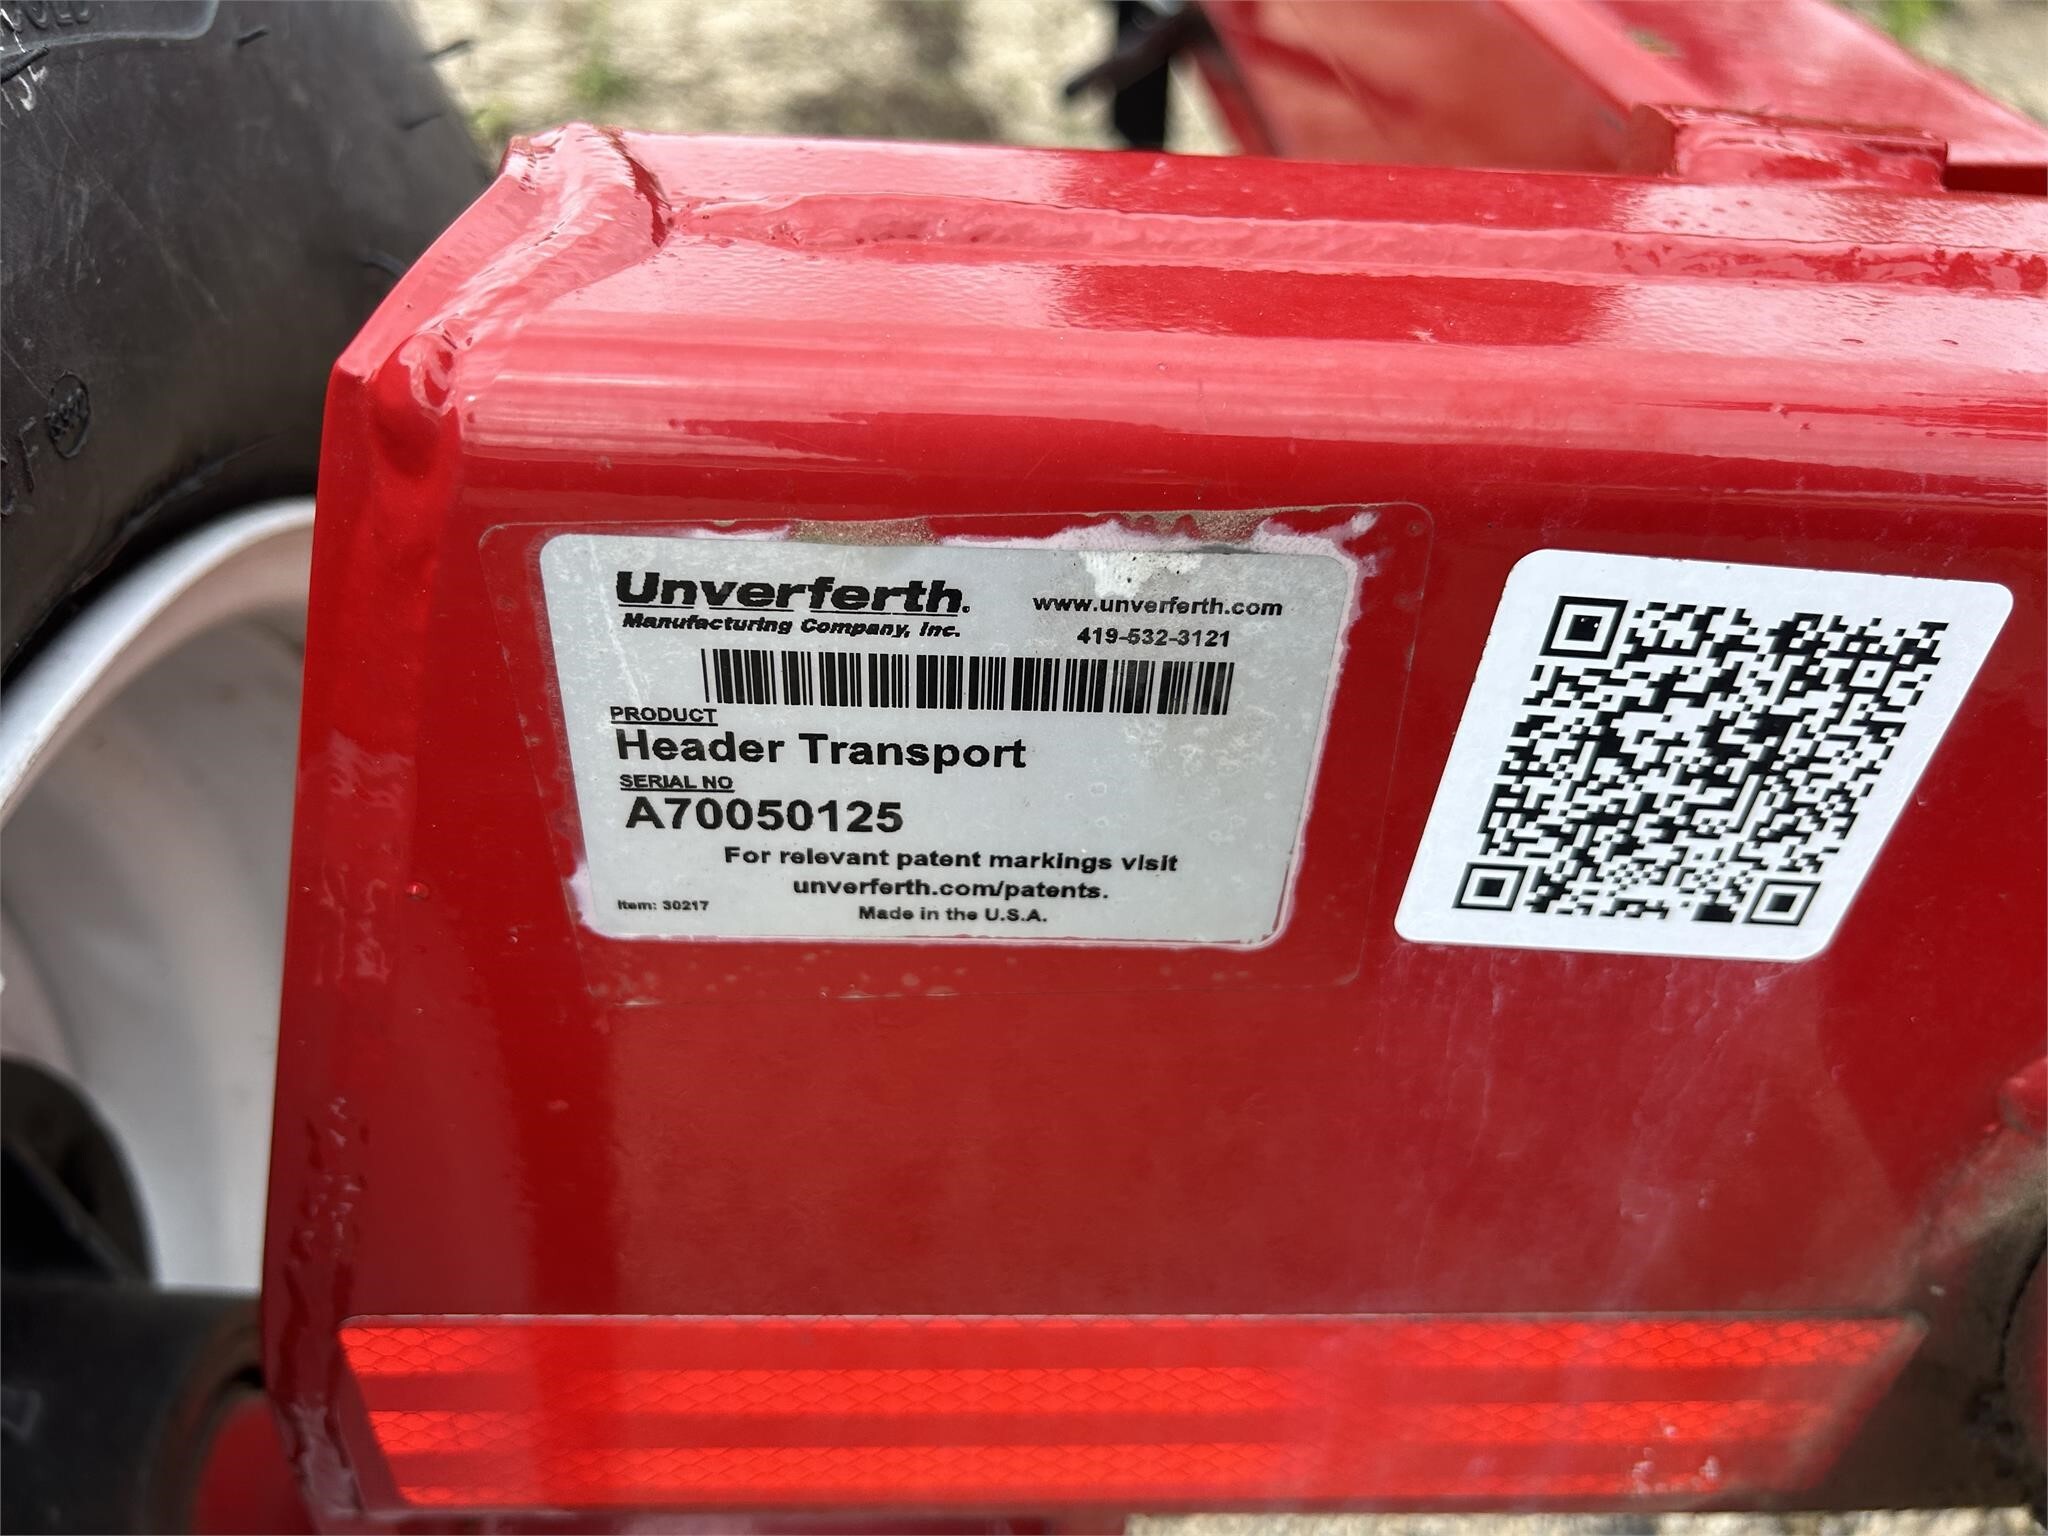 Unverferth.
Manufacturing Company, Inc.
www.unverferth.com
419-532-3121
PRODUCT
Header Transport
SERIAL NO
A70050125
For relevant patent markings visit
unverferth.com/patents.
Item: 30217
Made in the U.S.A.